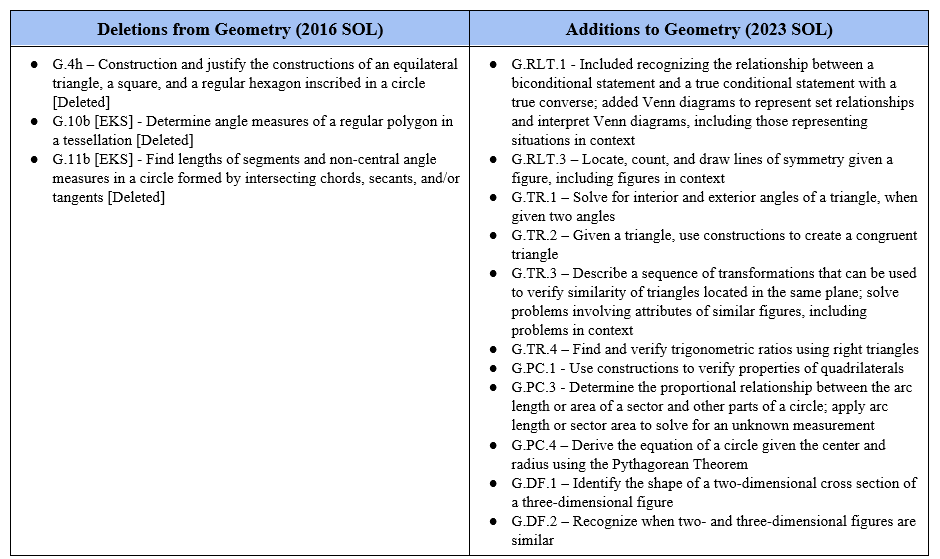 Deletions from Geometry (2016 SOL)
● G.4h – Construction and justify the constructions of an equilateral
triangle, a square, and a regular hexagon inscribed in a circle
[Deleted]
● G.10b [EKS] - Determine angle measures of a regular polygon in
a tessellation [Deleted]
● G.11b [EKS] - Find lengths of segments and non-central angle
measures in a circle formed by intersecting chords, secants, and/or
tangents [Deleted]
Additions to Geometry (2023 SOL)
● G.RLT.1 - Included recognizing the relationship between a
biconditional statement and a true conditional statement with a
true converse; added Venn diagrams to represent set relationships
and interpret Venn diagrams, including those representing
situations in context
● G.RLT.3 – Locate, count, and draw lines of symmetry given a
figure, including figures in context
● G.TR.1 – Solve for interior and exterior angles of a triangle, when
given two angles
● G.TR.2 – Given a triangle, use constructions to create a congruent
triangle
● G.TR.3 – Describe a sequence of transformations that can be used
to verify similarity of triangles located in the same plane; solve
problems involving attributes of similar figures, including
problems in context
● G.TR.4 – Find and verify trigonometric ratios using right triangles
● G.PC.1 - Use constructions to verify properties of quadrilaterals
● G.PC.3 - Determine the proportional relationship between the arc
length or area of a sector and other parts of a circle; apply arc
length or sector area to solve for an unknown measurement
● G.PC.4 – Derive the equation of a circle given the center and
radius using the Pythagorean Theorem
● G.DF.1 – Identify the shape of a two-dimensional cross section of
a three-dimensional figure
● G.DF.2 – Recognize when two- and three-dimensional figures are
similar